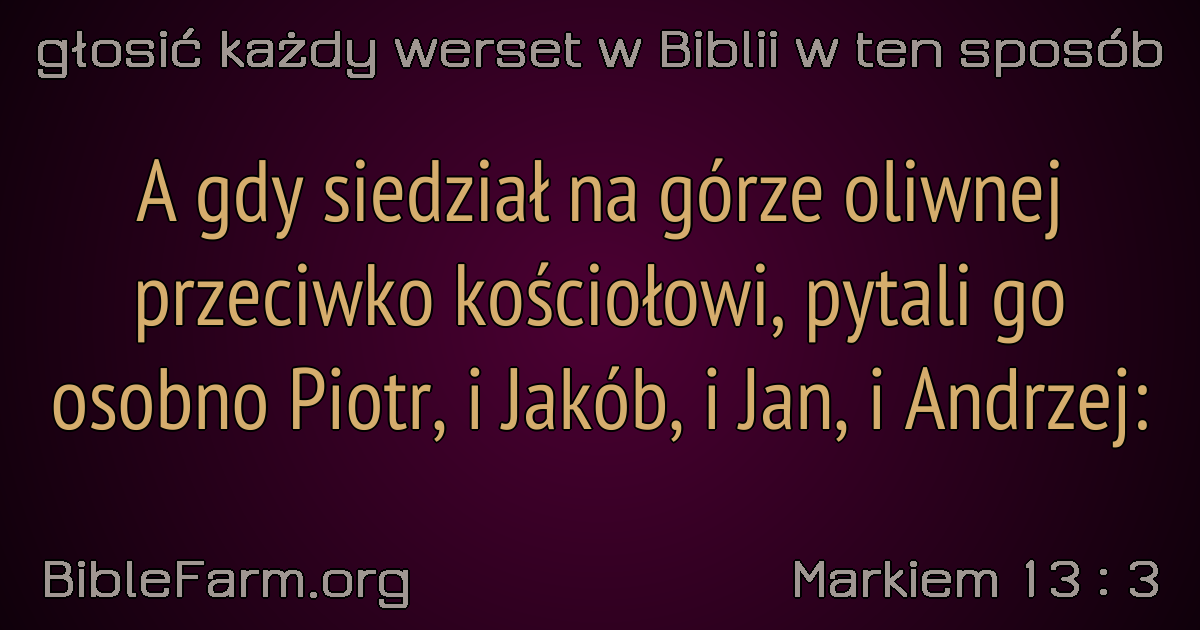 głosić każdy werset w Biblii w ten sposób
A gdy siedział na górze oliwnej
przeciwko kościołowi, pytali go
osobno Piotr, i Jakób, i Jan, i Andrzej:
BibleFarm.org
Markiem 13 : 3